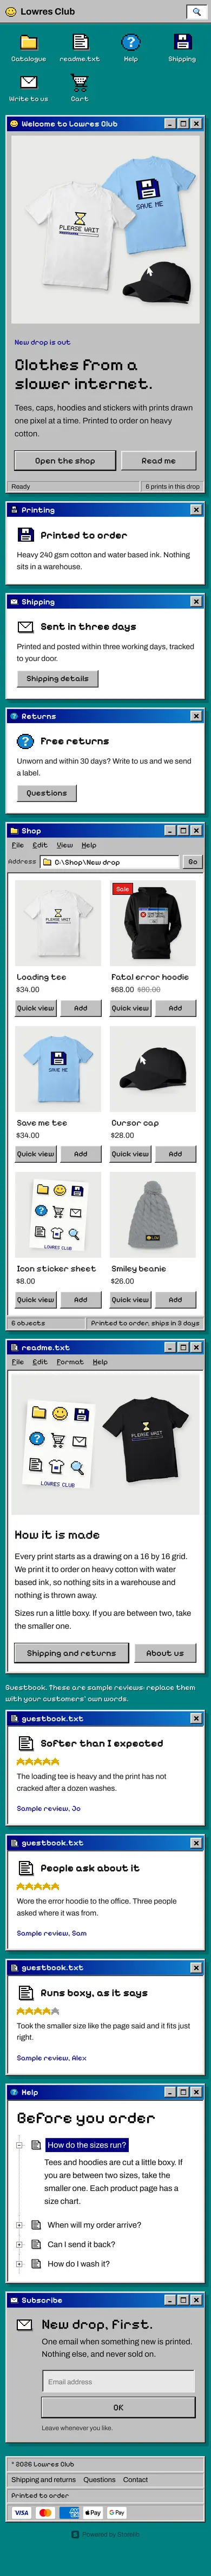 Lowres Club
Catalogue
readme.txt
Help
Shipping
Write to us
Cart
Welcome to Lowres Club
PLEASE WAIT
SAVE ME
New drop is out
Clothes from a
slower internet.
Tees, caps, hoodies and stickers with prints drawn
one pixel at a time. Printed to order on heavy
cotton.
Open the shop
Read me
Ready
6 prints in this drop
Printing
Printed to order
Heavy 240 gsm cotton and water based ink. Nothing
sits in a warehouse.
Shipping
Sent in three days
Printed and posted within three working days, tracked
to your door.
Shipping details
Returns
Free returns
Unworn and within 30 days? Write to us and we send
a label.
Questions
Shop
File Edit View Help
Address
C:\Shop\New drop
Go
PLEASE WAIT
Sale
Loading tee
$34.00
Quick view
Add
Fatal error hoodie
$68.00 $80.00
Quick view
Add
SAVE ME
Save me tee
$34.00
Quick view
Add
Cursor cap
$28.00
Quick view
Add
LOWRES CLUB
Icon sticker sheet
$8.00
Quick view
Add
Smiley beanie
$26.00
Quick view
Add
6 objects
Printed to order, ships in 3 days
readme.txt
File Edit Format Help
PLEASE WAIT
LOWRES CLUB
How it is made
Every print starts as a drawing on a 16 by 16 grid.
We print it to order on heavy cotton with water
based ink, so nothing sits in a warehouse and
nothing is thrown away.
Sizes run a little boxy. If you are between two, take
the smaller one.
Shipping and returns
About us
Guestbook. These are sample reviews: replace them
with your customers' own words.
guestbook.txt
Softer than I expected
The loading tee is heavy and the print has not
cracked after a dozen washes.
Sample review, Jo
guestbook.txt
People ask about it
Wore the error hoodie to the office. Three people
asked where it was from.
Sample review, Sam
guestbook.txt
Runs boxy, as it says
Took the smaller size like the page said and it fits just
right.
Sample review, Alex
Help
Before you order
How do the sizes run?
Tees and hoodies are cut a little boxy. If
you are between two sizes, take the
smaller one. Each product page has a
size chart.
When will my order arrive?
Can I send it back?
How do I wash it?
Subscribe
New drop, first.
One email when something new is printed.
Nothing else, and never sold on.
Email address
OK
Leave whenever you like.
© 2026 Lowres Club
Shipping and returns Questions Contact
Printed to order
VISA
Pay
G Pay